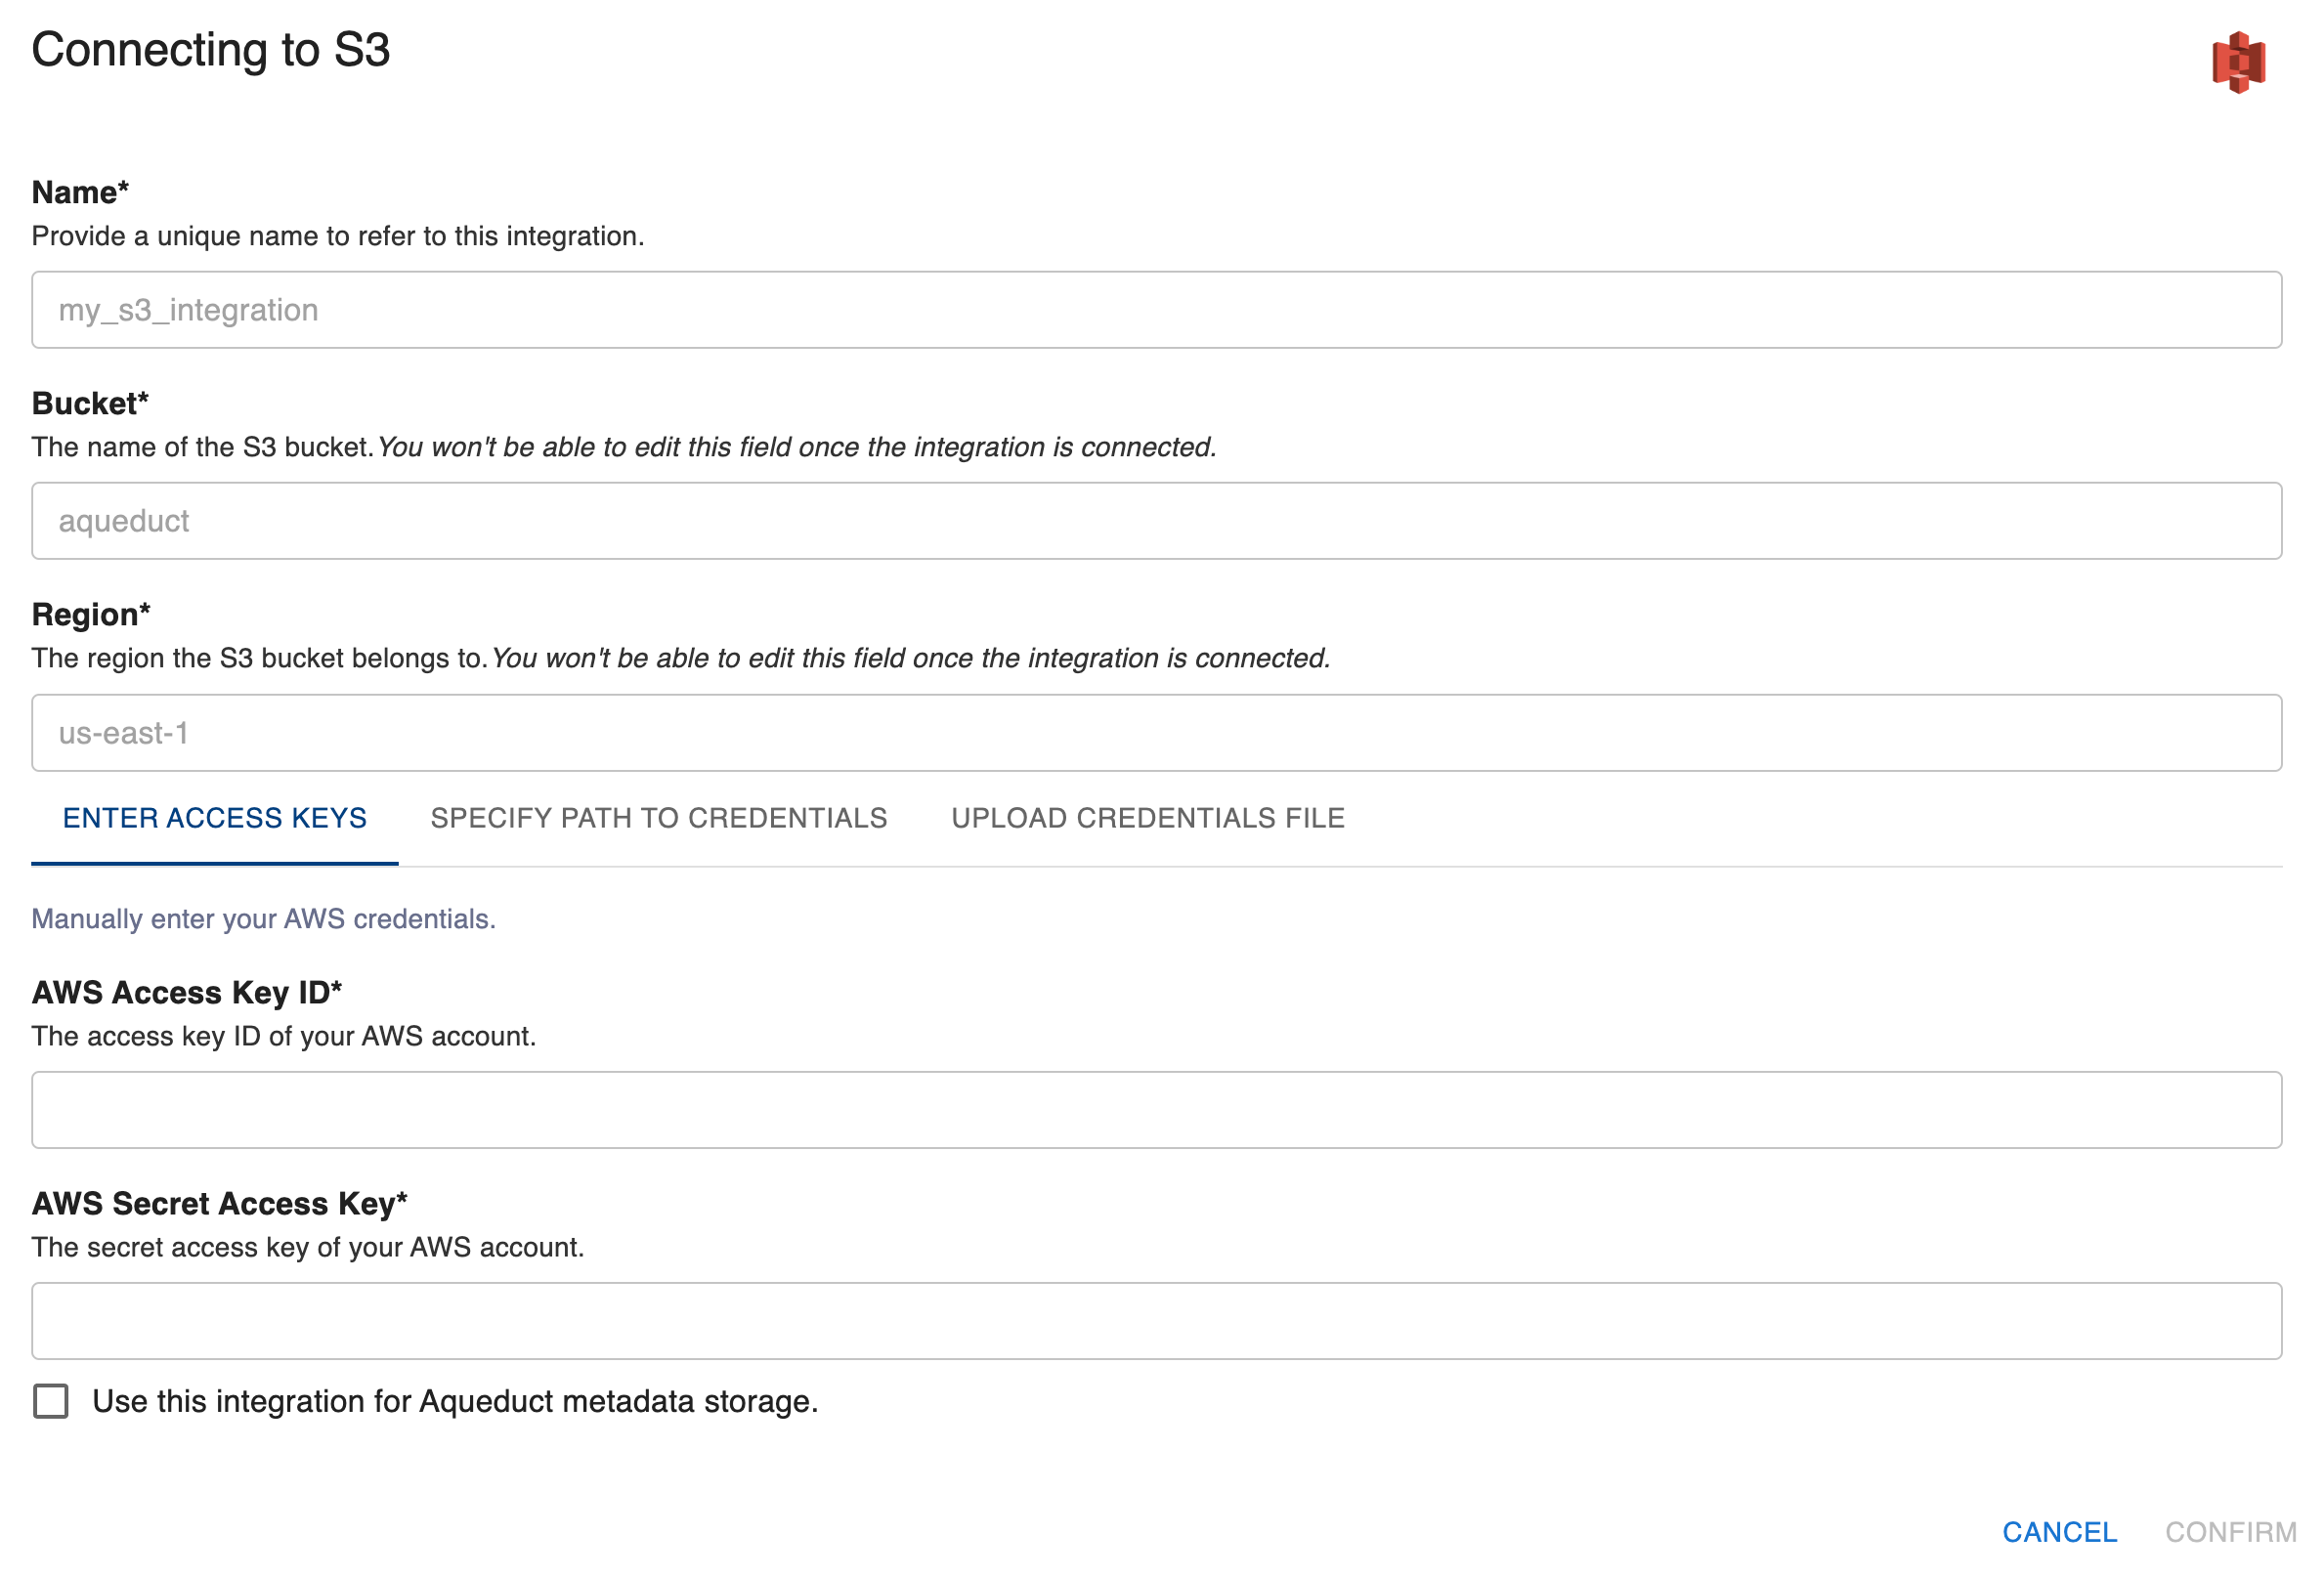 Connecting to S3
Name*
Provide a unique name to refer to this integration.
my_s3_integration
Bucket*
The name of the S3 bucket. You won't be able to edit this field once the integration is connected.
aqueduct
Region*
The region the S3 bucket belongs to. You won't be able to edit this field once the integration is connected.
us-east-1
ENTER ACCESS KEYS SPECIFY PATH TO CREDENTIALS UPLOAD CREDENTIALS FILE
Manually enter your AWS credentials.
AWS Access Key ID*
The access key ID of your AWS account.
AWS Secret Access Key*
The secret access key of your AWS account.
Use this integration for Aqueduct metadata storage.
CANCEL CONFIRM